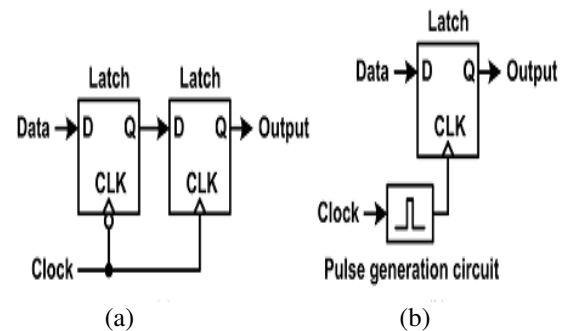 Latch Latch
Data D Q D Q Output
CLK CLK
Clock
(a)
Latch
Data D Q Output
CLK
Clock
Pulse generation circuit
(b)